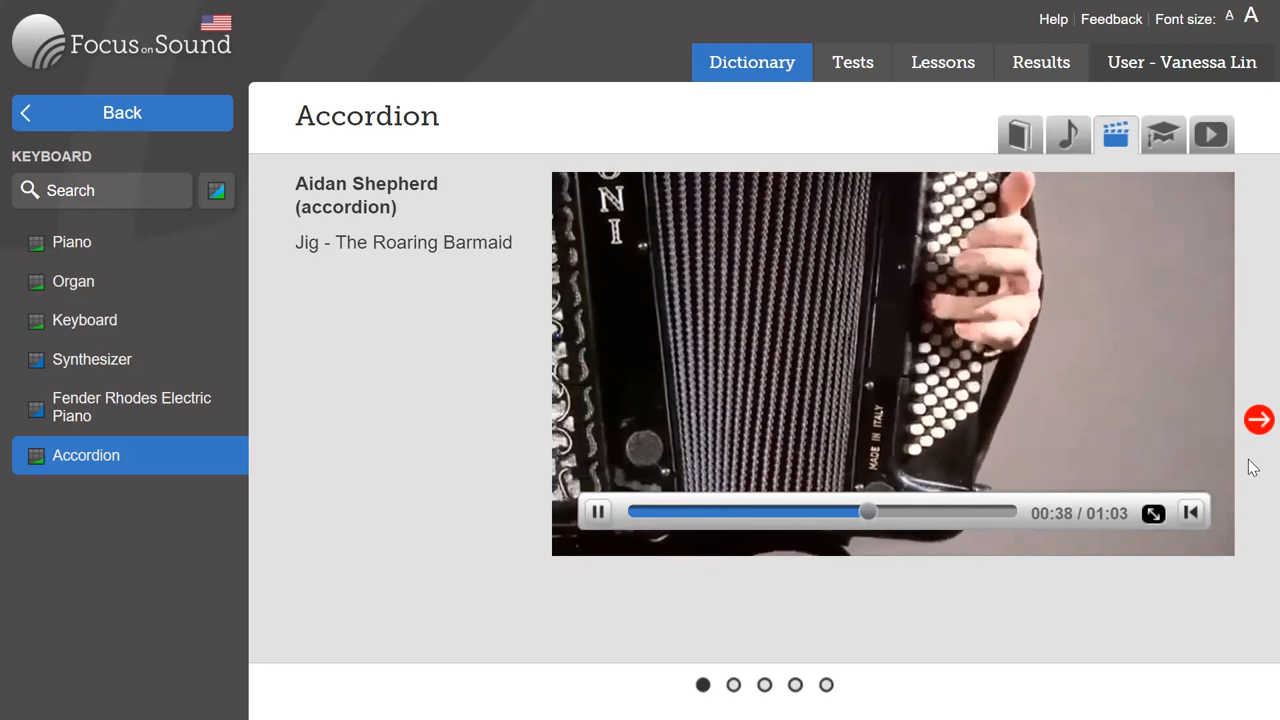 Focus on Sound
Help
Feedback
Font size: A A
Dictionary
Tests
Lessons
Results
User - Vanessa Lin
Back
KEYBOARD
Search
Piano
Organ
Keyboard
Synthesizer
Fender Rhodes Electric
Piano
Accordion
Accordion
Aidan Shepherd
(accordion)
Jig - The Roaring Barmaid
ONI
MADE IN ITALY
00:38 / 01:03